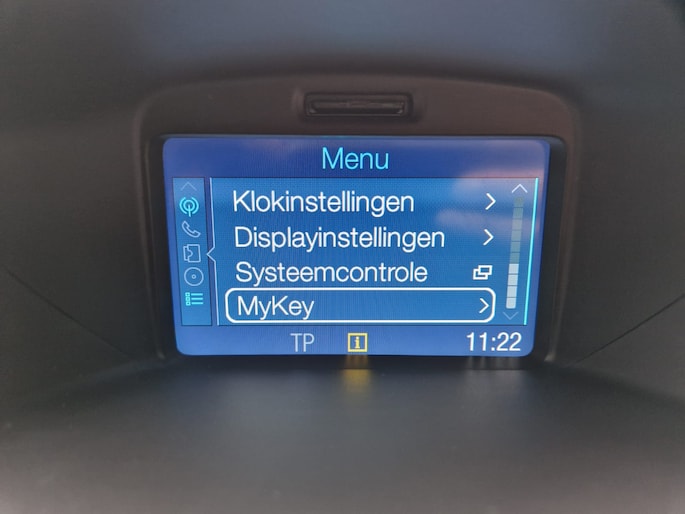 Menu
Klokinstellingen
Displayinstellingen
Systeemcontrole
MyKey
TP i 11:22